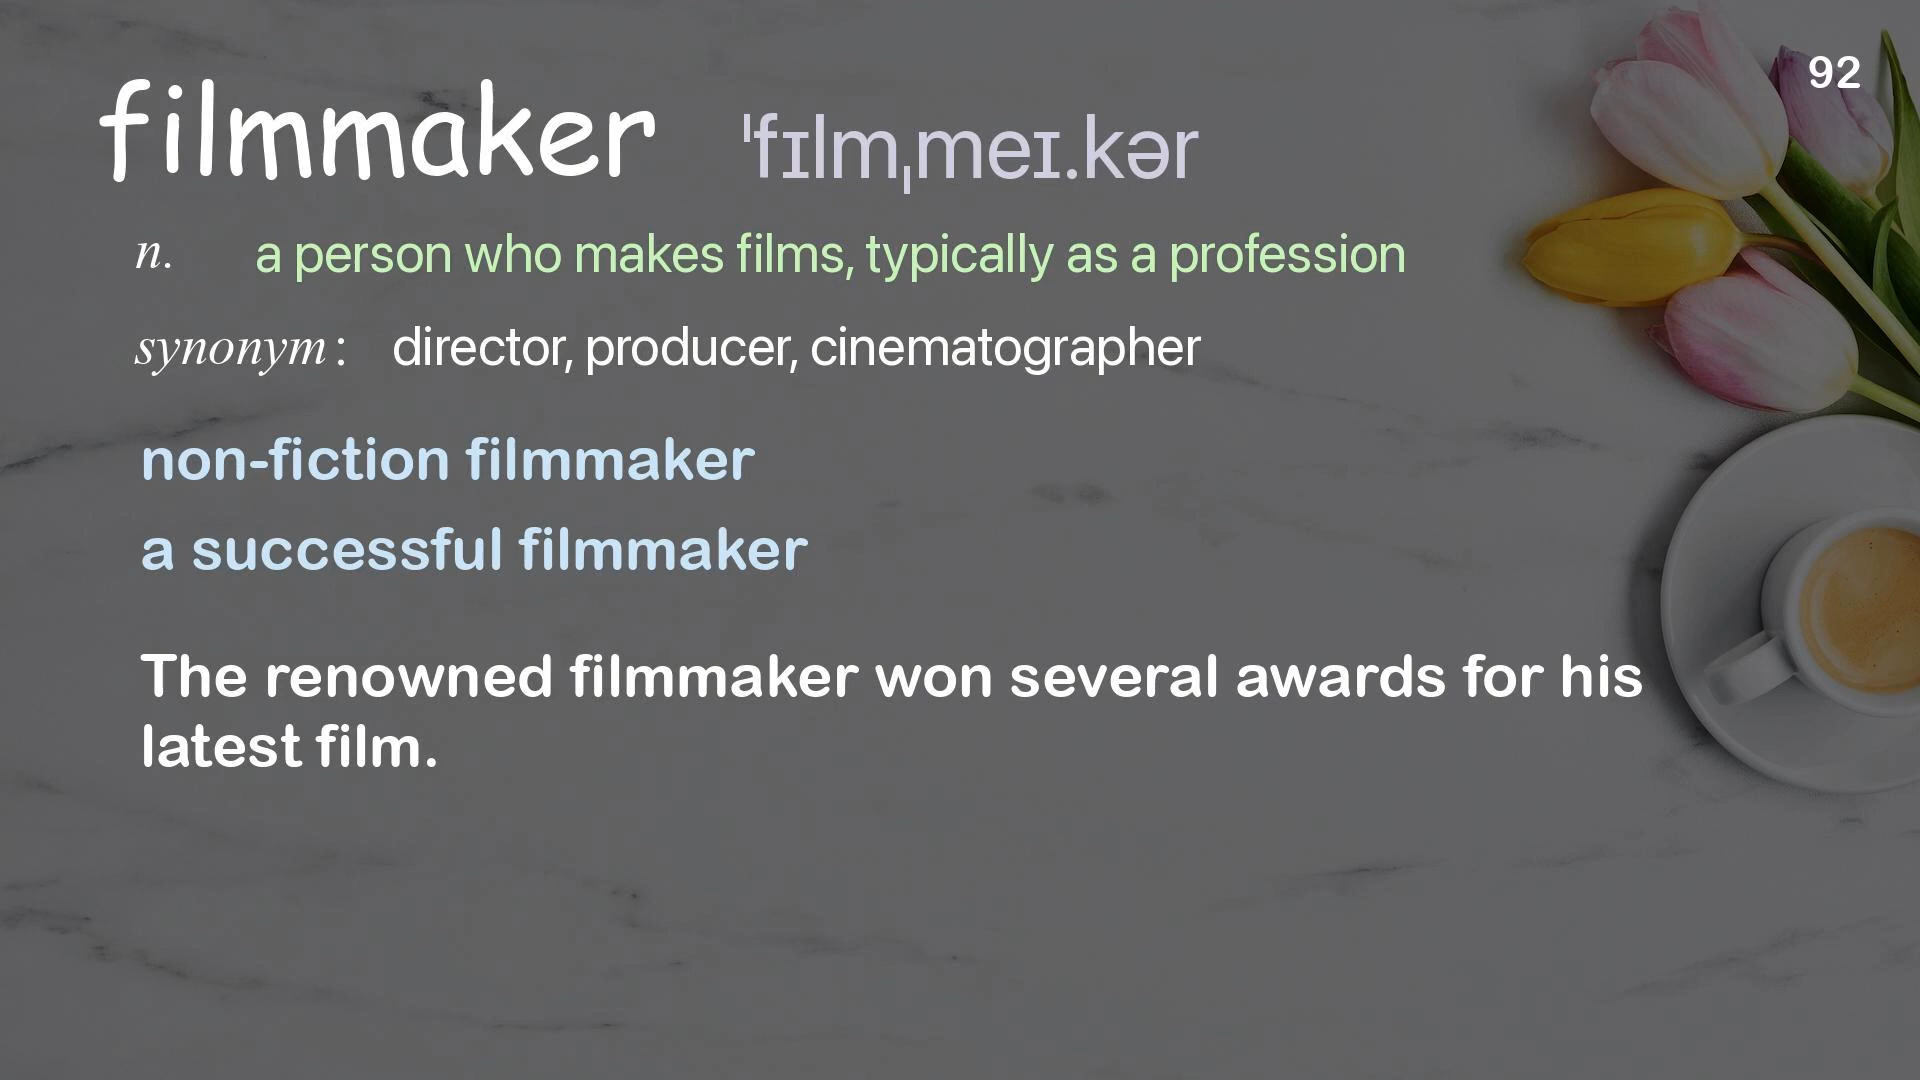 92
filmmaker ˈfɪlmˌmeɪ.kər
n. a person who makes films, typically as a profession
synonym: director, producer, cinematographer
non-fiction filmmaker
a successful filmmaker
The renowned filmmaker won several awards for his
latest film.